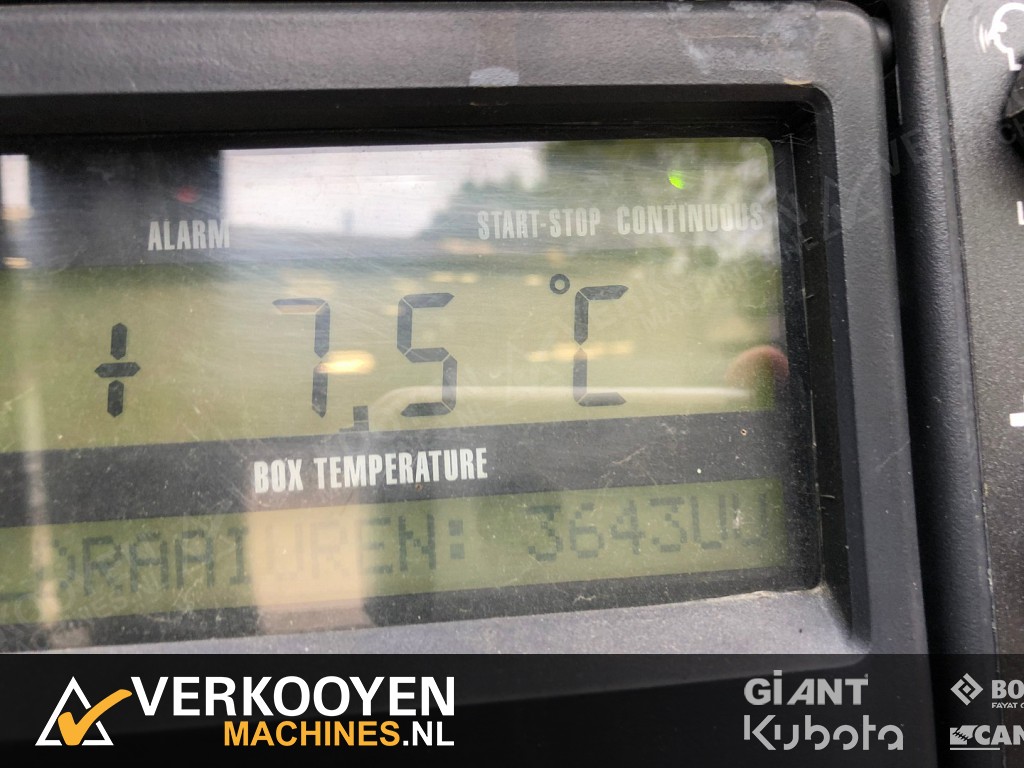 ALARM START-STOP CONTINUOUS
+ 7,5 °C
BOX TEMPERATURE
DRAAIUREN: 3643UU
VERKOOYEN
MACHINES.NL
GiANT
Kubota